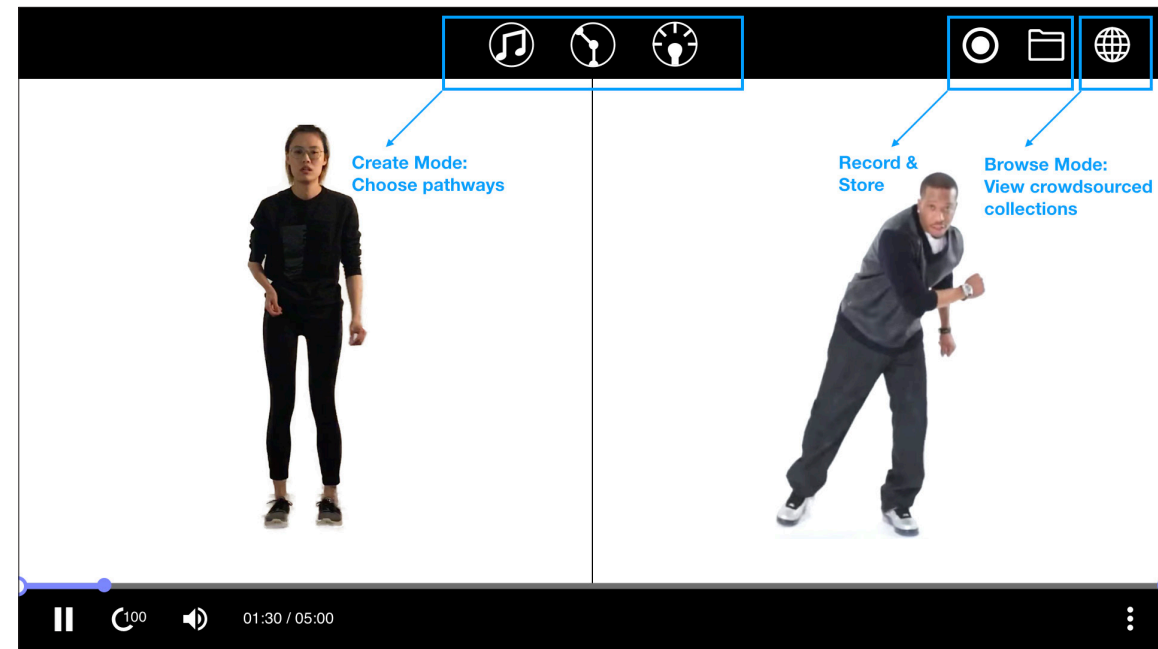 Create Mode:
Choose pathways
Record &
Store
Browse Mode:
View crowdsourced
collections
100
01:30 / 05:00